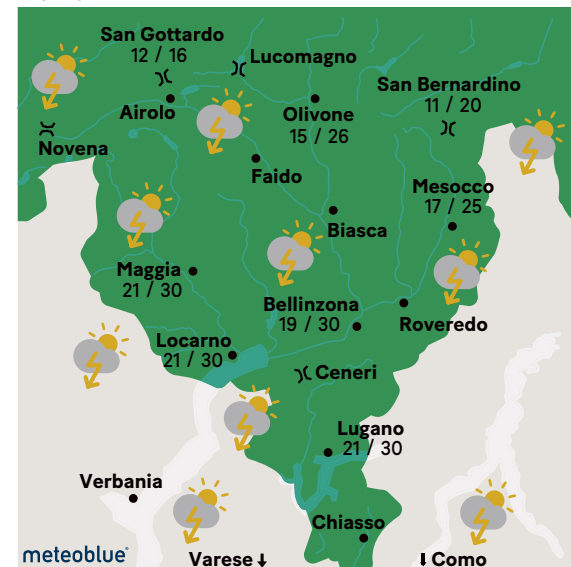 San Gottardo
12 / 16
Lucomagno
San Bernardino
11 / 20
Airolo
Olivone
15 / 26
Novena
Faido
Mesocco
17 / 25
Biasca
Maggia
21 / 30
Bellinzona
19 / 30
Roveredo
Locarno
21 / 30
Ceneri
Lugano
21 / 30
Verbania
Chiasso
meteoblue®
Varese ↓
Como